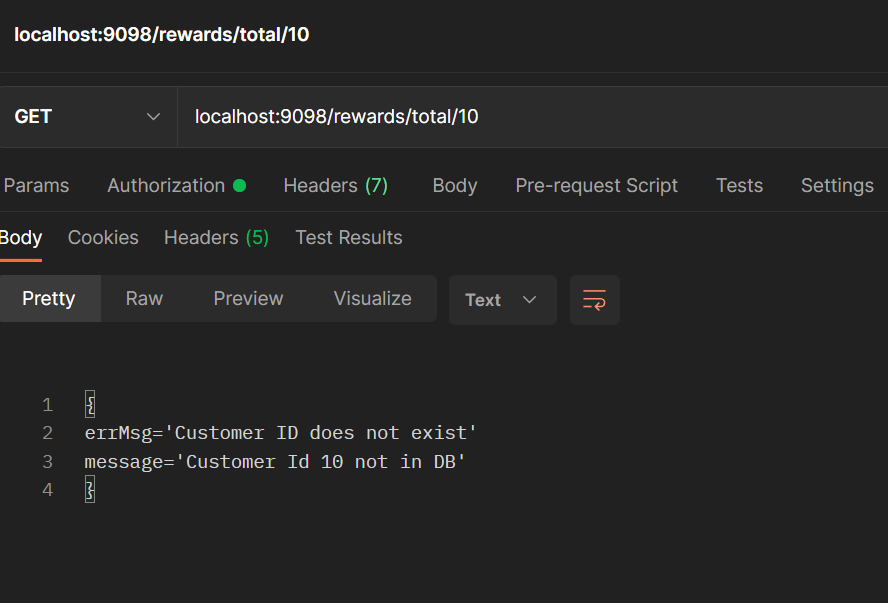 localhost:9098/rewards/total/10
GET localhost:9098/rewards/total/10
Params Authorization Headers (7) Body Pre-request Script Tests Settings
Body Cookies Headers (5) Test Results
Pretty Raw Preview Visualize Text
1 {
2 errMsg='Customer ID does not exist'
3 message='Customer Id 10 not in DB'
4 }